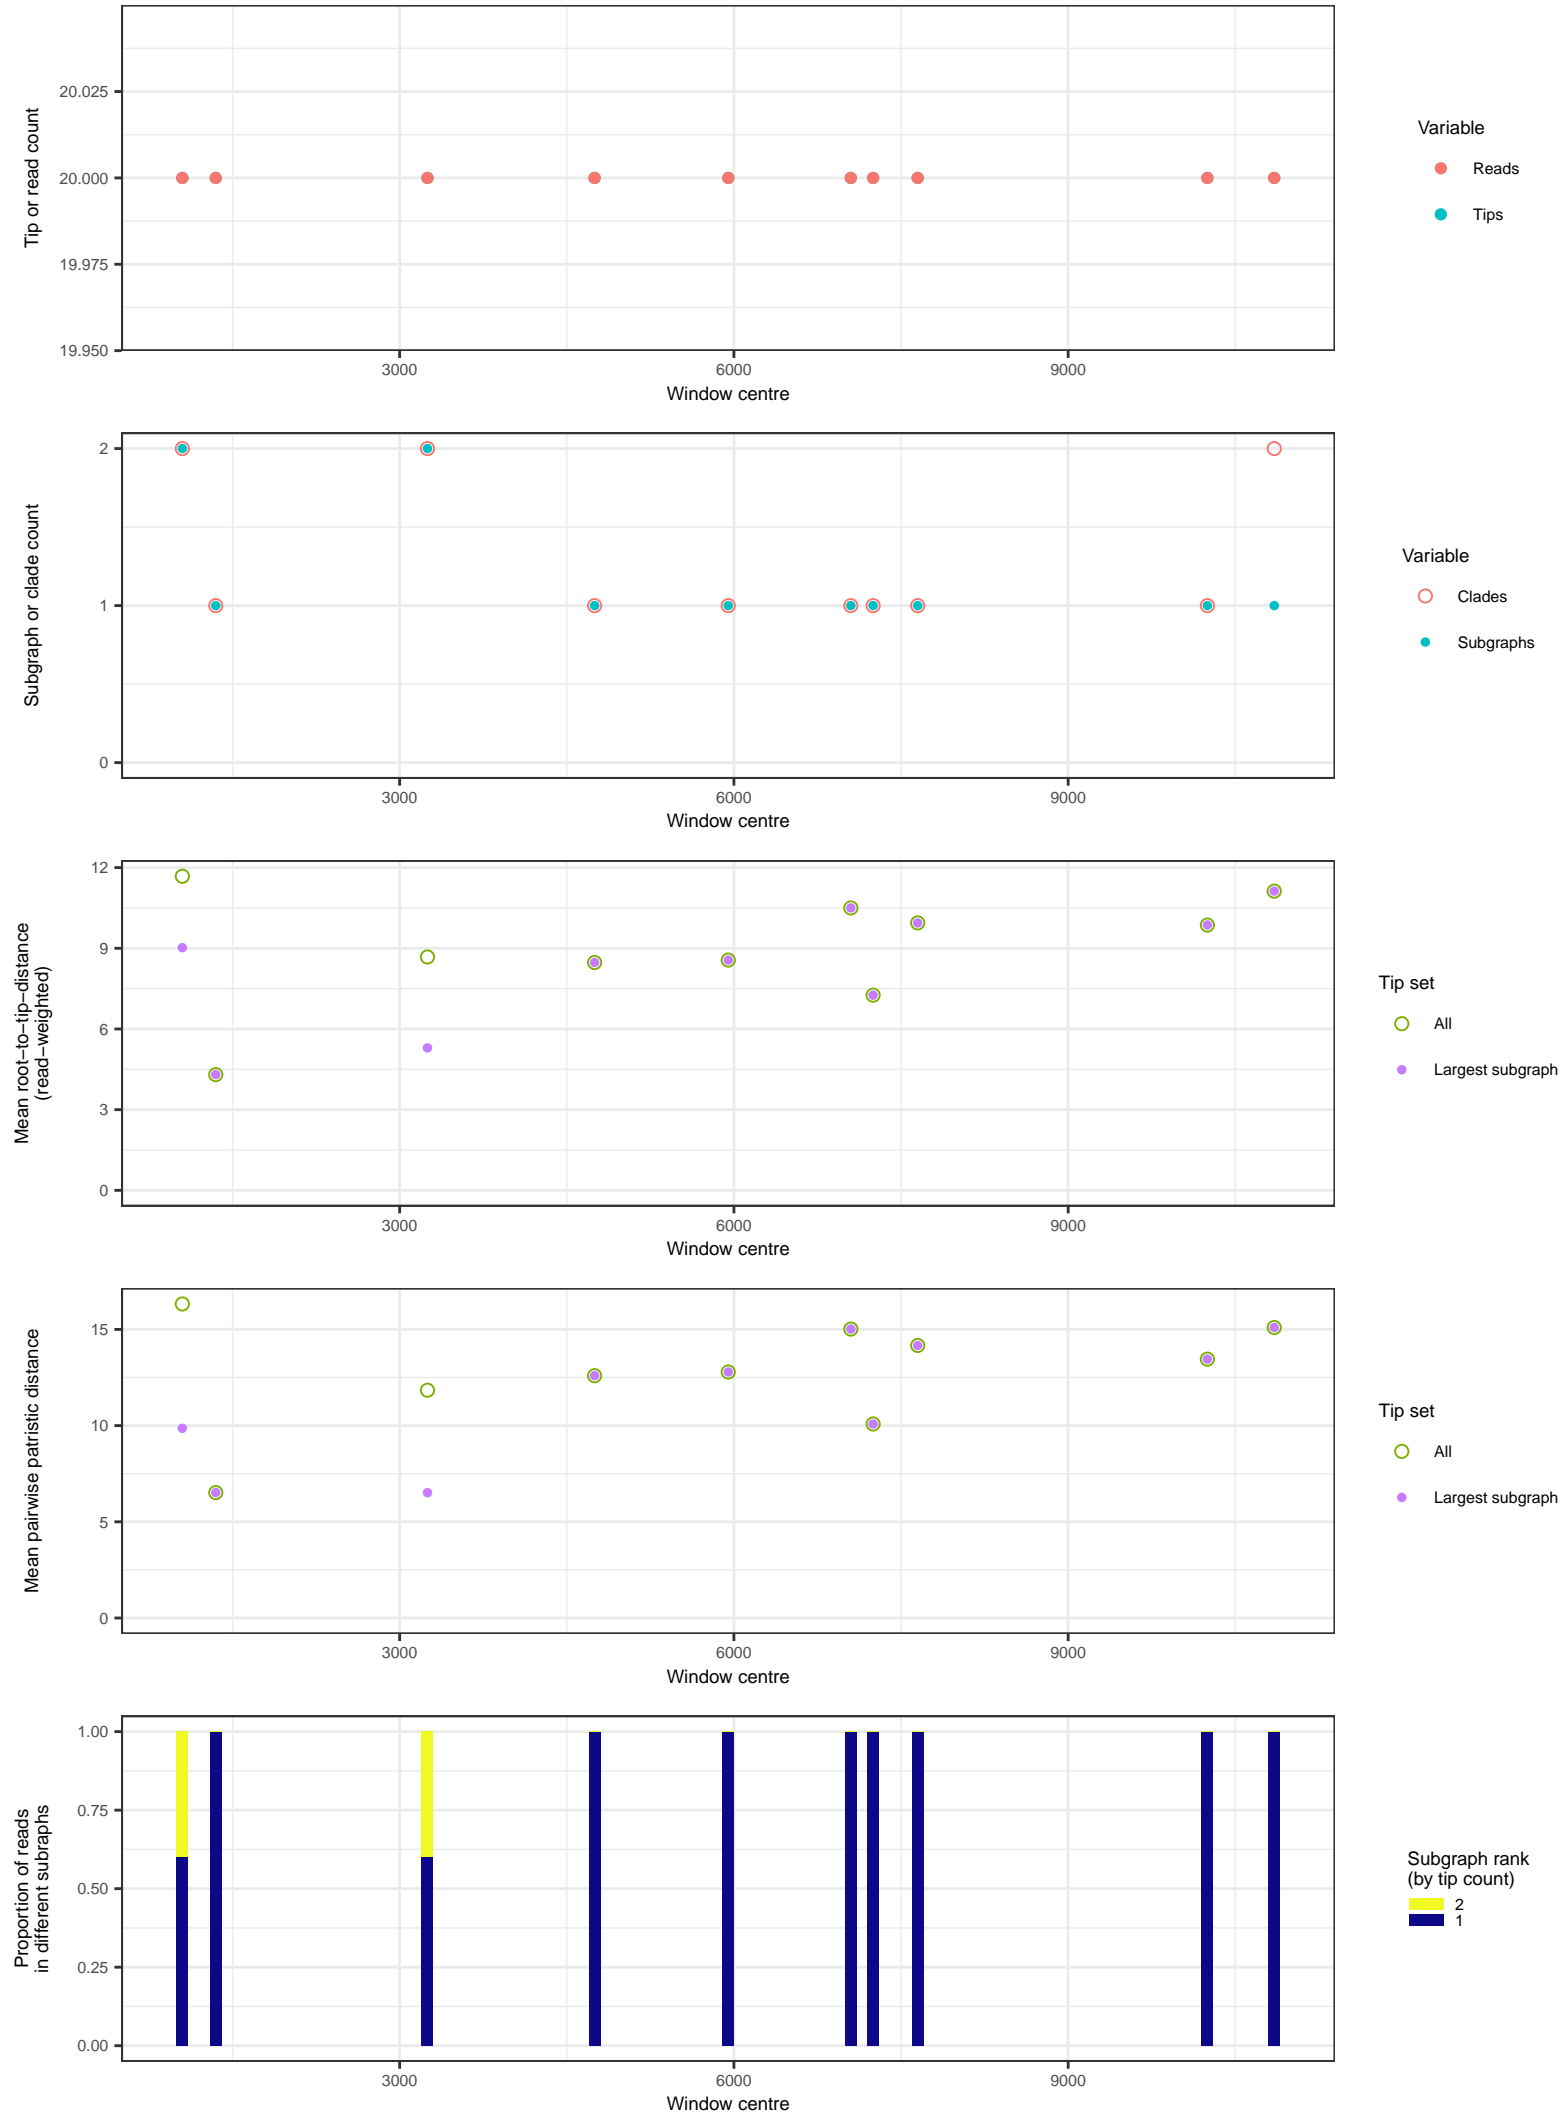 Tip or read count
20.025
20.000
19.975
19.950
3000
6000
9000
Window centre
Variable
Reads
Tips
Subgraph or clade count
2
1
0
3000
6000
9000
Window centre
Variable
Clades
Subgraphs
Mean root−to−tip−distance
(read−weighted)
12
9
6
3
0
3000
6000
9000
Window centre
Tip set
All
Largest subgraph
Mean pairwise patristic distance
15
10
5
0
3000
6000
9000
Window centre
Tip set
All
Largest subgraph
Proportion of reads
in different subraphs
1.00
0.75
0.50
0.25
0.00
3000
6000
9000
Window centre
Subgraph rank
(by tip count)
2
1